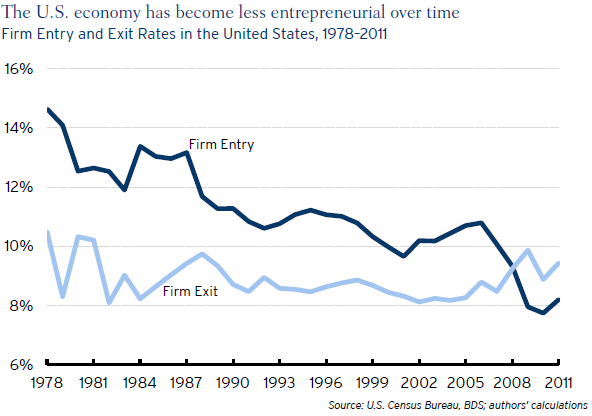 The U.S. economy has become less entrepreneurial over time
Firm Entry and Exit Rates in the United States, 1978-2011
16%
14%
Firm Entry
12%
10%
Firm Exit
8%
6%
1978 1981 1984 1987 1990 1993 1996 1999 2002 2005 2008 2011
Source: U.S. Census Bureau, BDS; authors' calculations